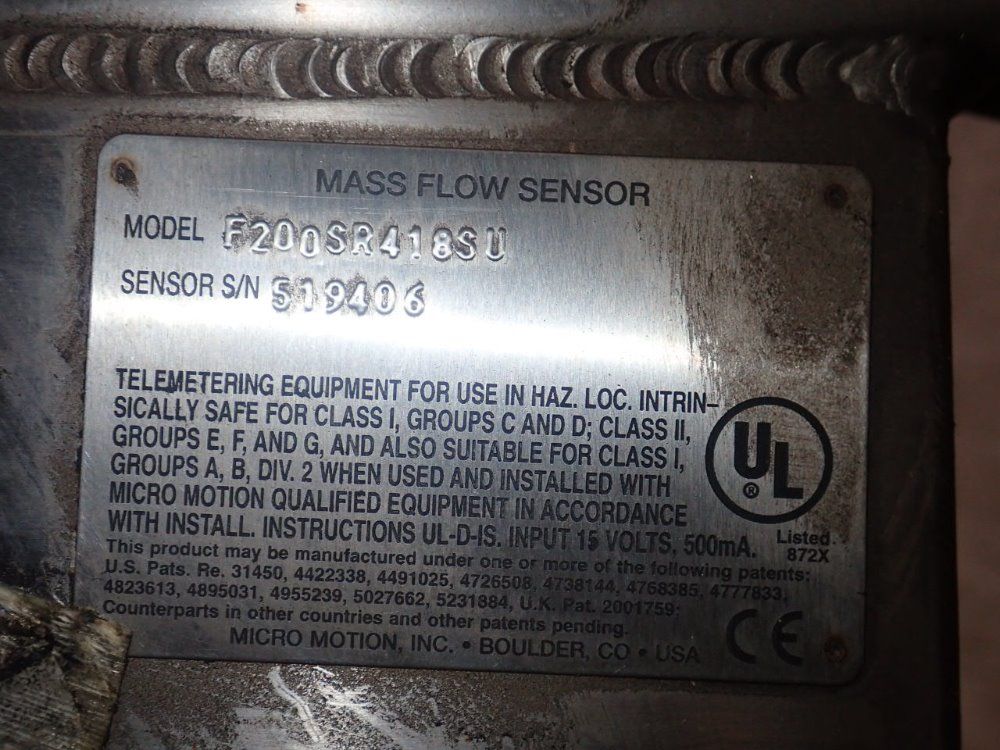 MASS FLOW SENSOR
MODEL F200SR418SU
SENSOR S/N 519406
TELEMETERING EQUIPMENT FOR USE IN HAZ. LOC. INTRIN-
SICALLY SAFE FOR CLASS I, GROUPS C AND D; CLASS II,
GROUPS E, F, AND G, AND ALSO SUITABLE FOR CLASS I,
GROUPS A, B, DIV. 2 WHEN USED AND INSTALLED WITH
MICRO MOTION QUALIFIED EQUIPMENT IN ACCORDANCE
WITH INSTALL. INSTRUCTIONS UL-D-IS. INPUT 15 VOLTS, 500mA.
UL ®
Listed
872X
This product may be manufactured under one or more of the following patents:
U.S. Pats. Re. 31450, 4422338, 4491025, 4726508, 4738144, 4768385, 4777833,
4823613, 4895031, 4955239, 5027662, 5231884, U.K. Pat. 2001759;
Counterparts in other countries and other patents pending.
MICRO MOTION, INC. • BOULDER, CO • USA
CE